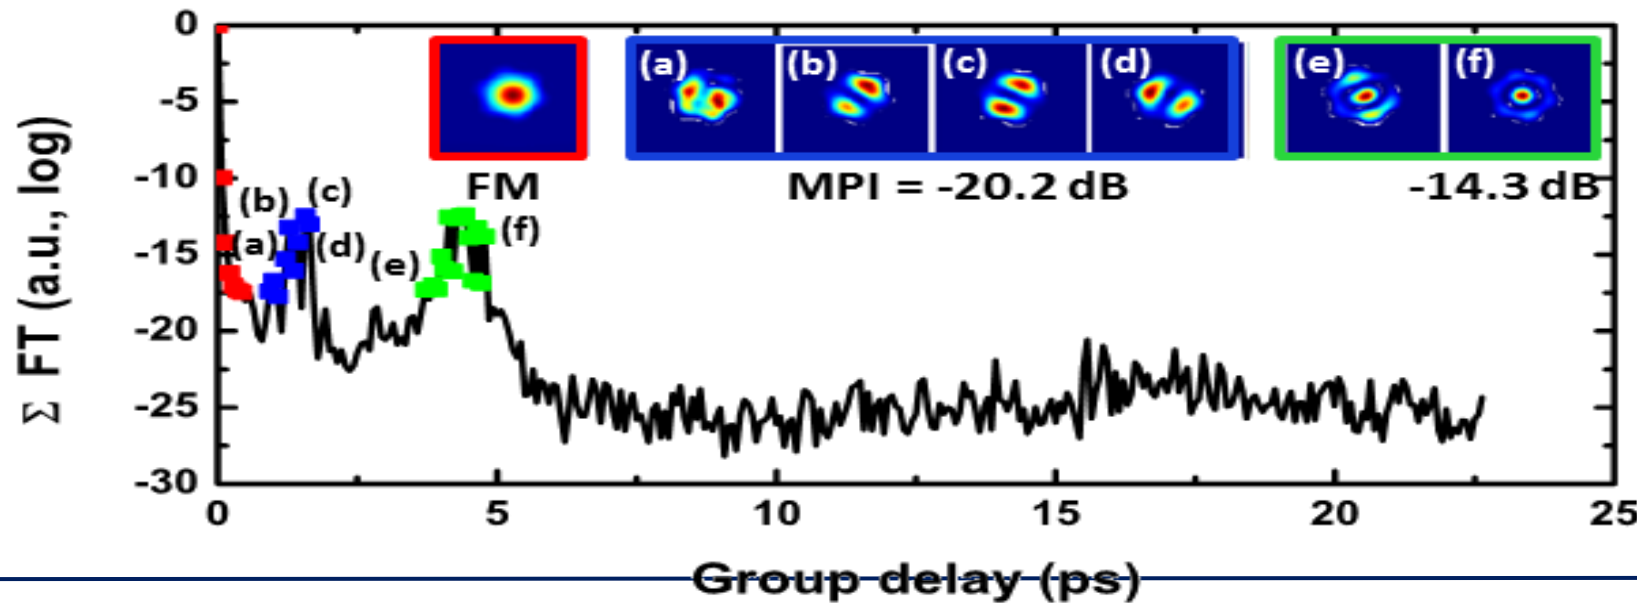 0
-5
-10
-15
-20
-25
-30
Σ FT (a.u., log)
(a) (b) (c) (d) (e) (f)
FM MPI = -20.2 dB -14.3 dB
(b) (c)
(a) (d) (e) (f)
0 5 10 15 20 25
Group delay (ps)